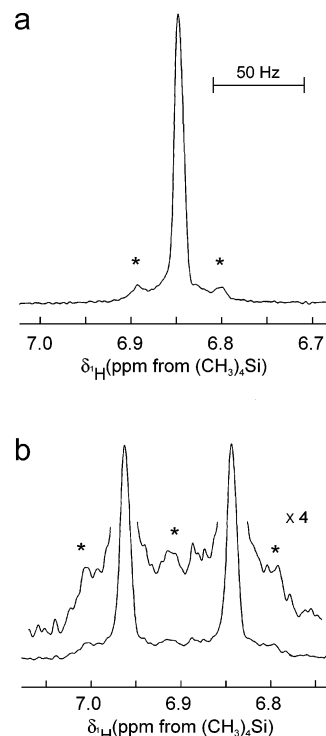 a
50 Hz
* *
7.0 6.9 6.8 6.7
δ¹H(ppm from (CH₃)₄Si)
b
x 4
* * *
7.0 6.9 6.8
δ¹H(ppm from (CH₃)₄Si)